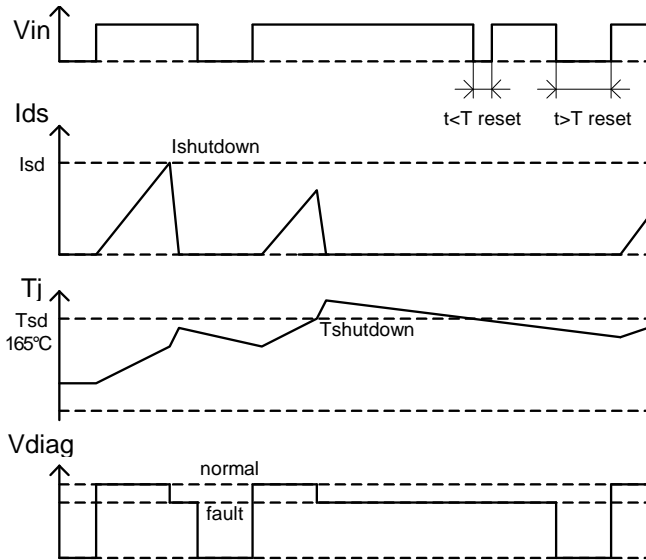 Vin
t<T reset
t>T reset
Ids
Isd
Ishutdown
Tj
Tsd
165°C
Tshutdown
Vdiag
normal
fault